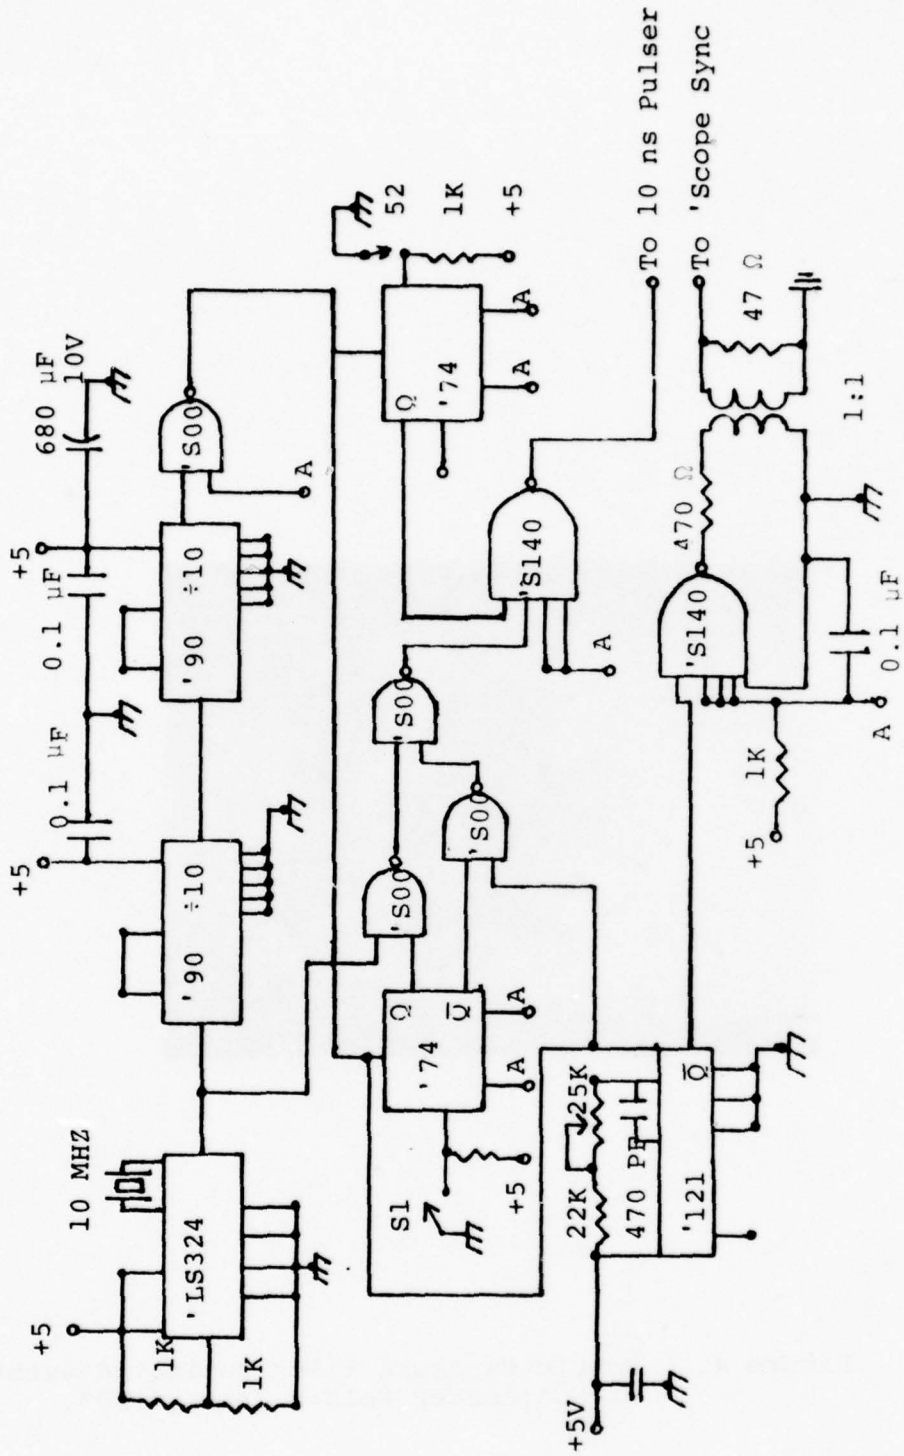 +5
10 MHZ
'LS324
1K
1K
+5
0.1 µF
0.1 µF
+5
680 µF
10V
'90 ÷10
'90 ÷10
'S00
A
S1
+5
'74
Q
Q̅
A
A
'S00
'S00
'S00
'74
Q
A
A
52
1K
+5
'S140
A
To 10 ns Pulser
To 'Scope Sync
+5V
22K
25K
470 PF
'121
Q̅
+5
1K
A
0.1 µF
'S140
470 Ω
1:1
47 Ω